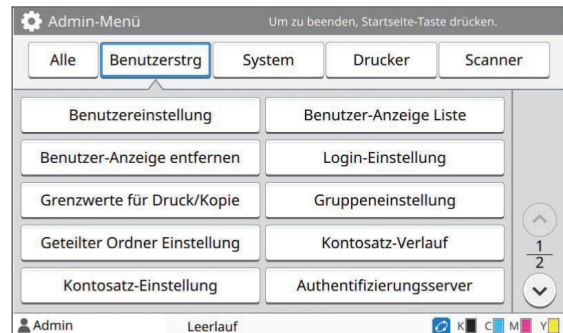 Admin-Menü Um zu beenden, Startseite-Taste drücken.
Alle Benutzerstrg System Drucker Scanner
Benutzereinstellung Benutzer-Anzeige Liste
Benutzer-Anzeige entfernen Login-Einstellung
Grenzwerte für Druck/Kopie Gruppeneinstellung
Geteilter Ordner Einstellung Kontosatz-Verlauf
1
2
Kontosatz-Einstellung Authentifizierungsserver
Admin Leerlauf K C M Y